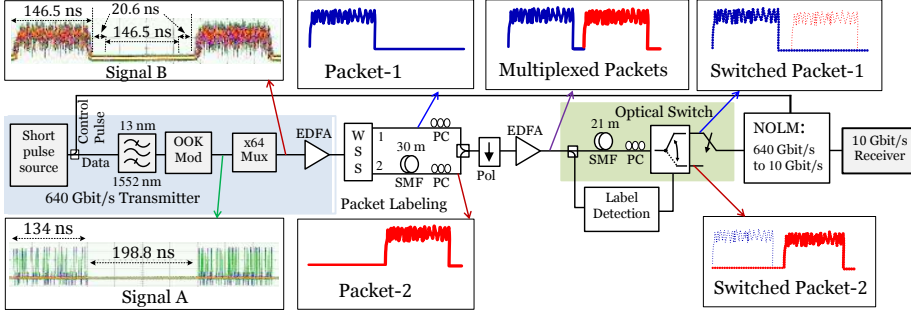 146.5 ns
20.6 ns
146.5 ns
Signal B
Packet-1
Multiplexed Packets
Switched Packet-1
Control
Pulse
Short
pulse
source
Data
13 nm
1552 nm
OOK
Mod
x64
Mux
EDFA
640 Gbit/s Transmitter
W
S
S
1
2
PC
30 m
SMF
PC
Packet Labeling
Pol
EDFA
Optical Switch
21 m
SMF
PC
Label
Detection
NOLM:
640 Gbit/s
to 10 Gbit/s
10 Gbit/s
Receiver
134 ns
198.8 ns
Signal A
Packet-2
Switched Packet-2